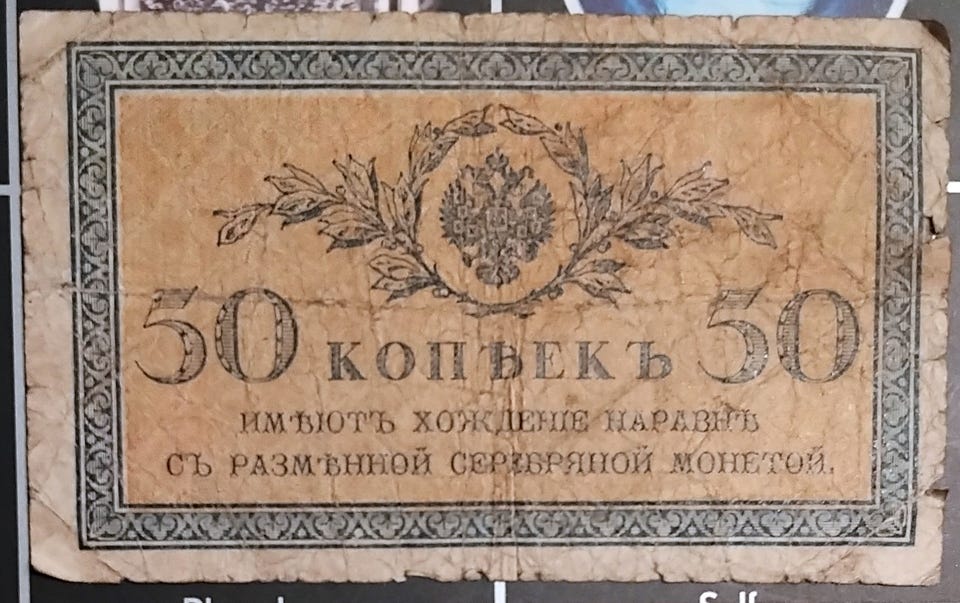 50 КОПѢЕКЪ 50
ИМѢЮТЪ ХОЖДЕНІЕ НАРАВНѢ
СЪ РАЗМѢННОЙ СЕРЕБРЯНОЙ МОНЕТОЙ.